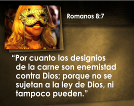 Romanos 8:7
“Por cuanto los designios
de la carne son enemistad
contra Dios; porque no se
sujetan a la ley de Dios, ni
tampoco pueden.”